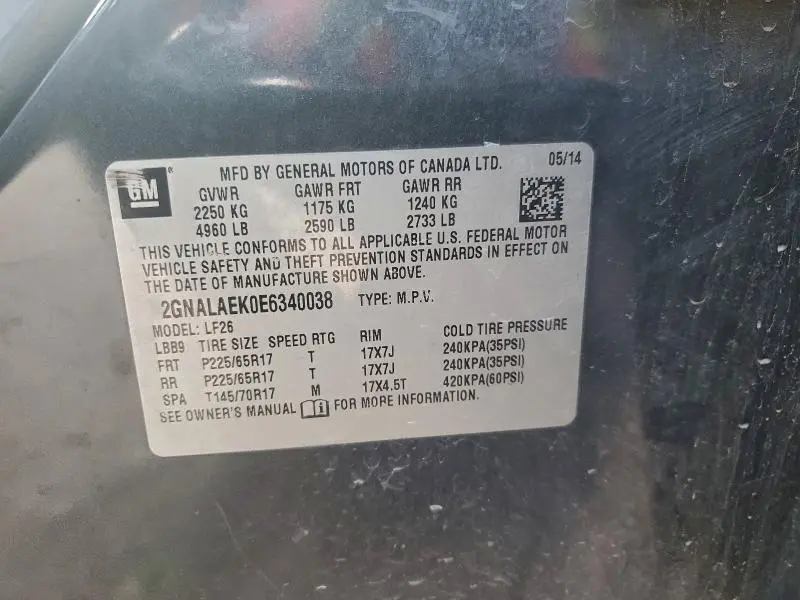 GM
MFD BY GENERAL MOTORS OF CANADA LTD. 05/14
GVWR GAWR FRT GAWR RR
2250 KG 1175 KG 1240 KG
4960 LB 2590 LB 2733 LB
THIS VEHICLE CONFORMS TO ALL APPLICABLE U.S. FEDERAL MOTOR
VEHICLE SAFETY AND THEFT PREVENTION STANDARDS IN EFFECT ON
THE DATE OF MANUFACTURE SHOWN ABOVE.
2GNALAEK0E6340038 TYPE: M.P.V.
MODEL: LF26
LBB9 TIRE SIZE SPEED RTG RIM COLD TIRE PRESSURE
FRT P225/65R17 T 17X7J 240KPA(35PSI)
RR P225/65R17 T 17X7J 240KPA(35PSI)
SPA T145/70R17 M 17X4.5T 420KPA(60PSI)
SEE OWNER'S MANUAL FOR MORE INFORMATION.